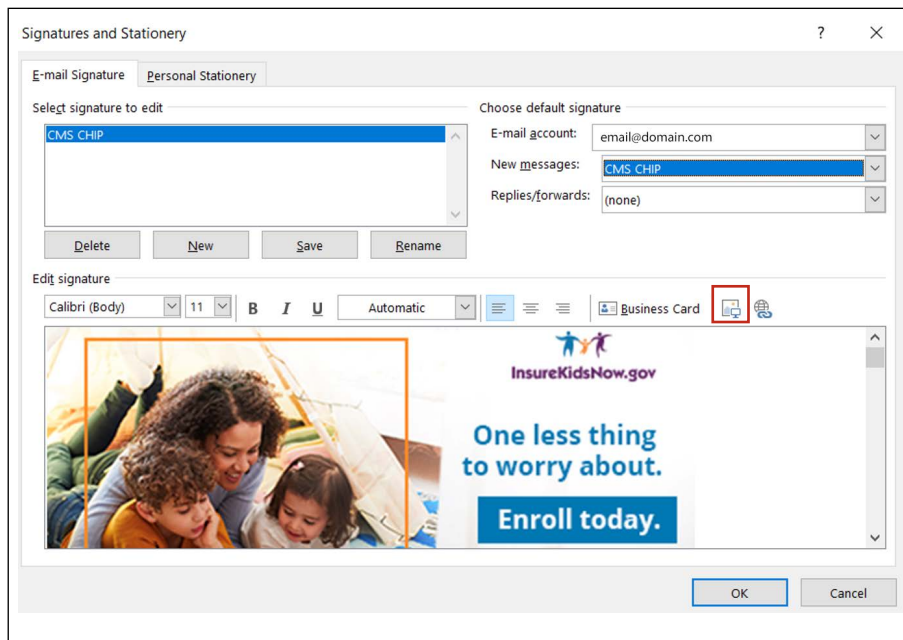 Signatures and Stationery
?
E-mail Signature Personal Stationery
Select signature to edit
CMS CHIP
Delete New Save Rename
Choose default signature
E-mail account: email@domain.com
New messages: CMS CHIP
Replies/forwards: (none)
Edit signature
Calibri (Body) 11 B I U Automatic Business Card
InsureKidsNow.gov
One less thing
to worry about.
Enroll today.
OK Cancel